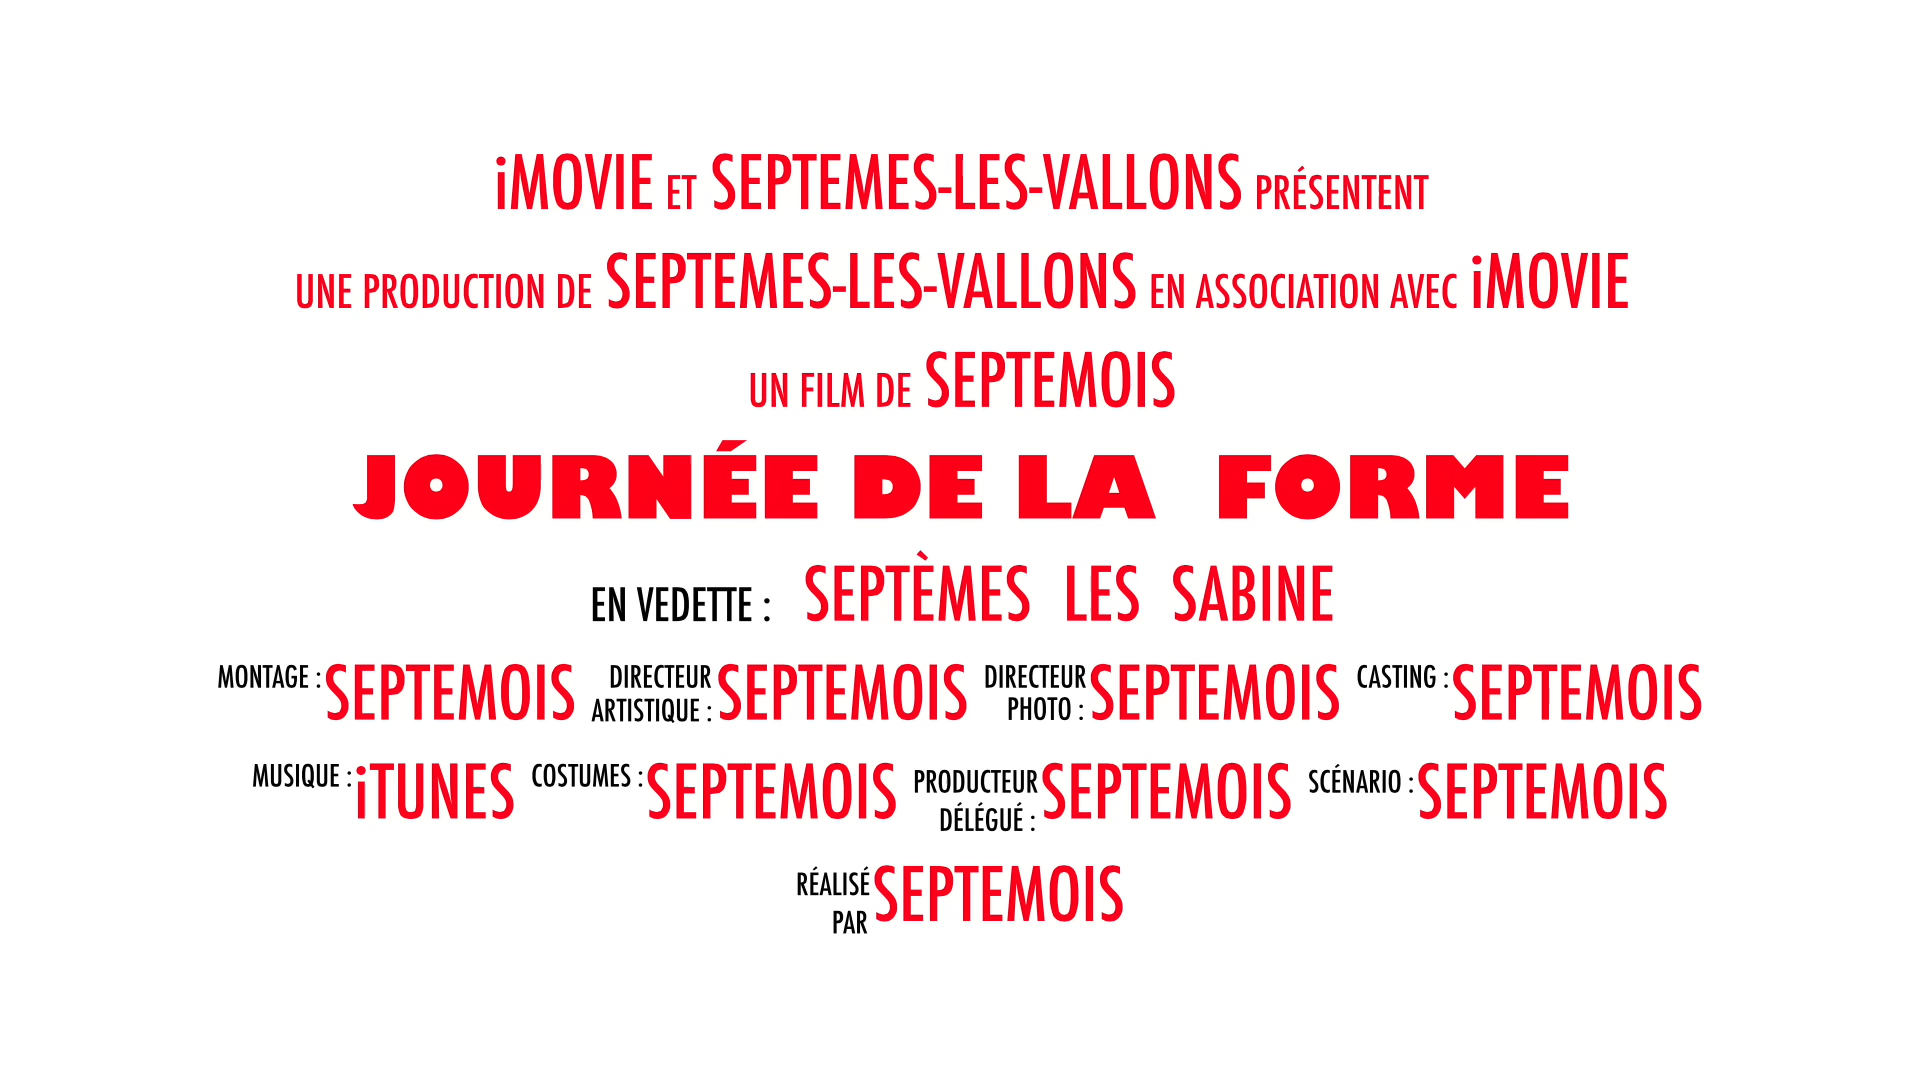 iMOVIE ET SEPTEMES-LES-VALLONS PRÉSENTENT
UNE PRODUCTION DE SEPTEMES-LES-VALLONS EN ASSOCIATION AVEC iMOVIE
UN FILM DE SEPTEMOIS
JOURNÉE DE LA FORME
EN VEDETTE : SEPTÈMES LES SABINE
MONTAGE : SEPTEMOIS DIRECTEUR ARTISTIQUE : SEPTEMOIS DIRECTEUR PHOTO : SEPTEMOIS CASTING : SEPTEMOIS
MUSIQUE : iTUNES COSTUMES : SEPTEMOIS PRODUCTEUR DÉLÉGUÉ : SEPTEMOIS SCÉNARIO : SEPTEMOIS
RÉALISÉ PAR SEPTEMOIS